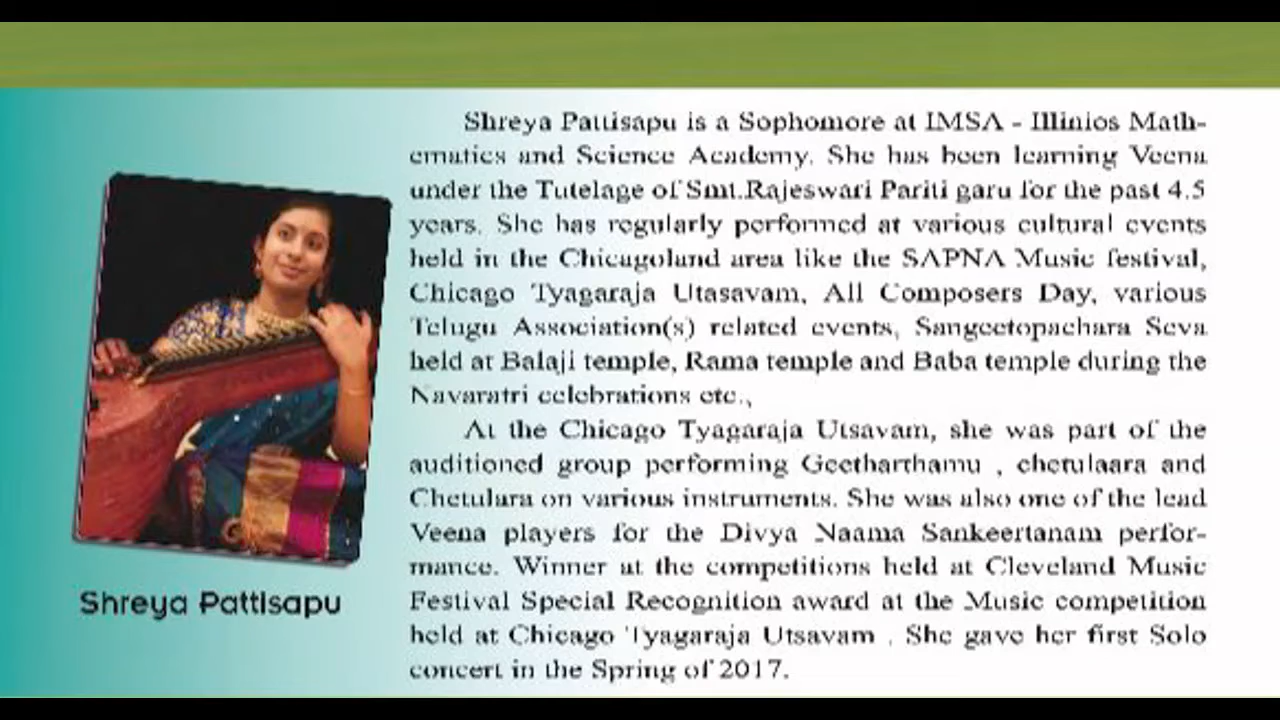 Shreya Pattisapu is a Sophomore at IMSA - Illinios Math-
ematics and Science Academy. She has been learning Veena
under the Tutelage of Smt.Rajeswari Pariti garu for the past 4.5
years. She has regularly performed at various cultural events
held in the Chicagoland area like the SAPNA Music festival,
Chicago Tyagaraja Utasavam, All Composers Day, various
Telugu Association(s) related events, Sangeetopachara Seva
held at Balaji temple, Rama temple and Baba temple during the
Navaratri celebrations etc.,
At the Chicago Tyagaraja Utsavam, she was part of the
auditioned group performing Geetharthamu , chetulaara and
Chetulara on various instruments. She was also one of the lead
Veena players for the Divya Naama Sankeertanam perfor-
mance. Winner at the competitions held at Cleveland Music
Festival Special Recognition award at the Music competition
held at Chicago Tyagaraja Utsavam . She gave her first Solo
concert in the Spring of 2017.
Shreya Pattisapu